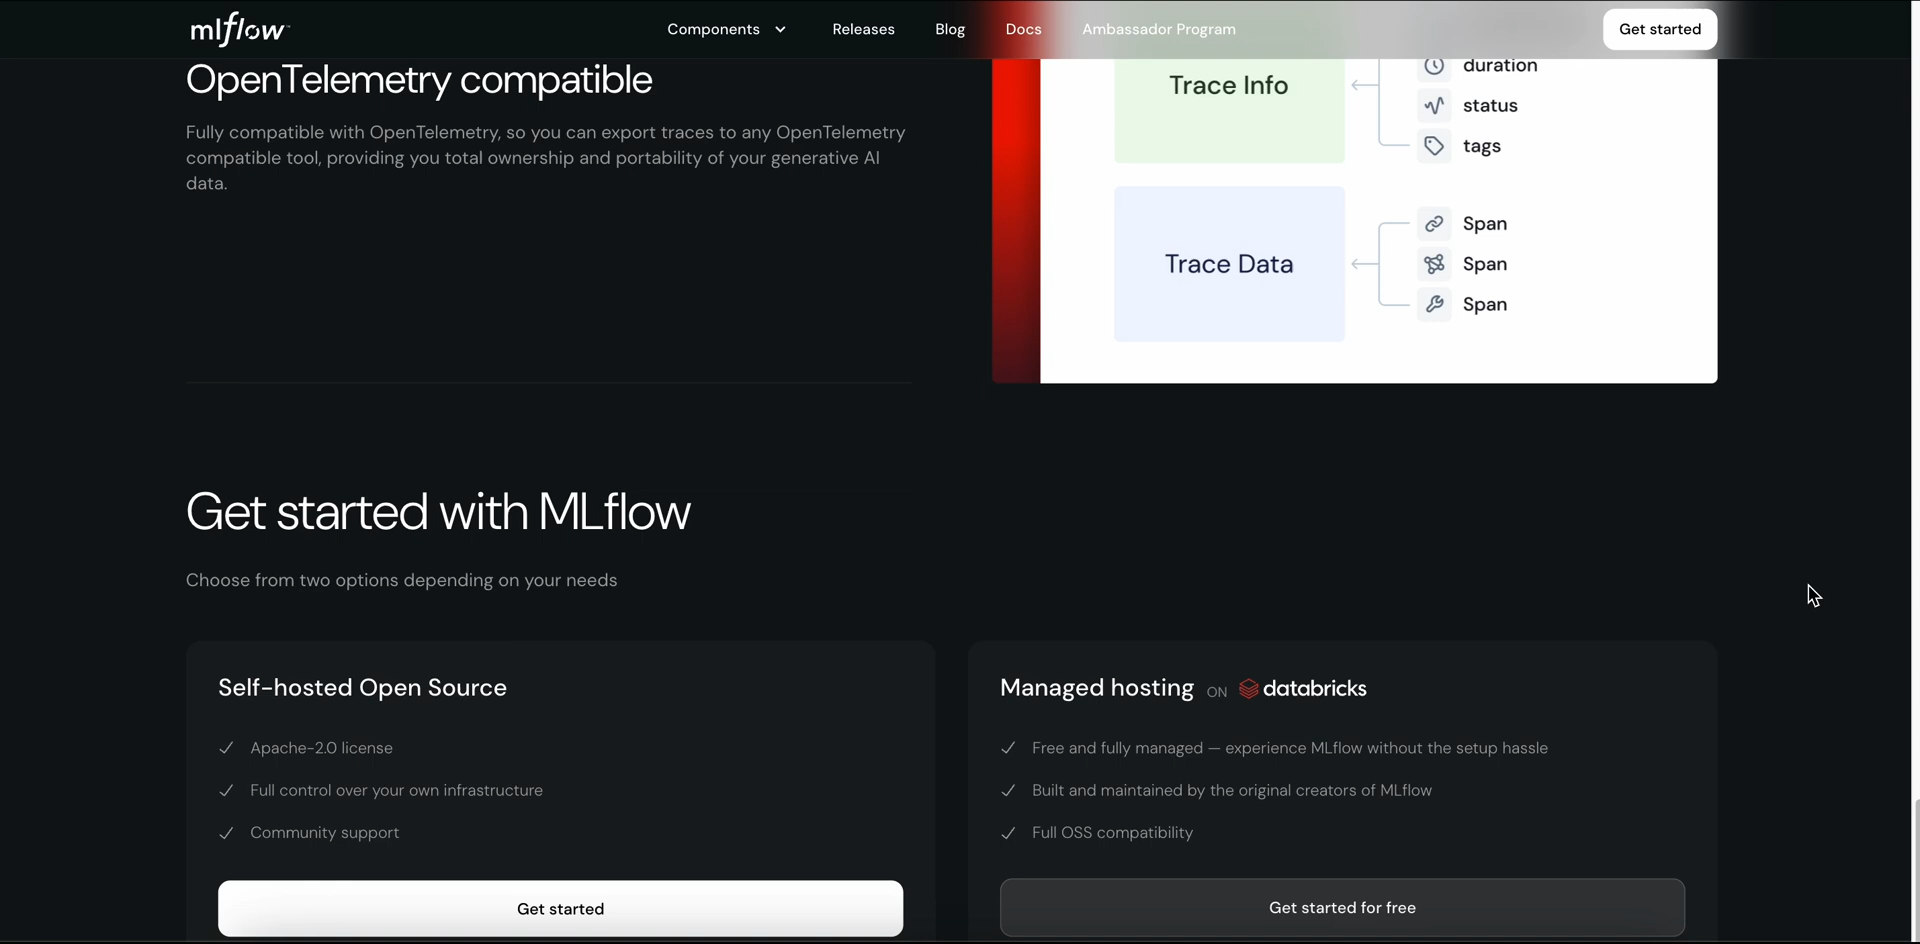 mlflow
Components
Releases
Blog
Docs
Ambassador Program
Get started
OpenTelemetry compatible
Fully compatible with OpenTelemetry, so you can export traces to any OpenTelemetry
compatible tool, providing you total ownership and portability of your generative AI
data.
Trace Info
duration
status
tags
Trace Data
Span
Span
Span
Get started with MLflow
Choose from two options depending on your needs
Self-hosted Open Source
Apache-2.0 license
Full control over your own infrastructure
Community support
Get started
Managed hosting ON databricks
Free and fully managed — experience MLflow without the setup hassle
Built and maintained by the original creators of MLflow
Full OSS compatibility
Get started for free